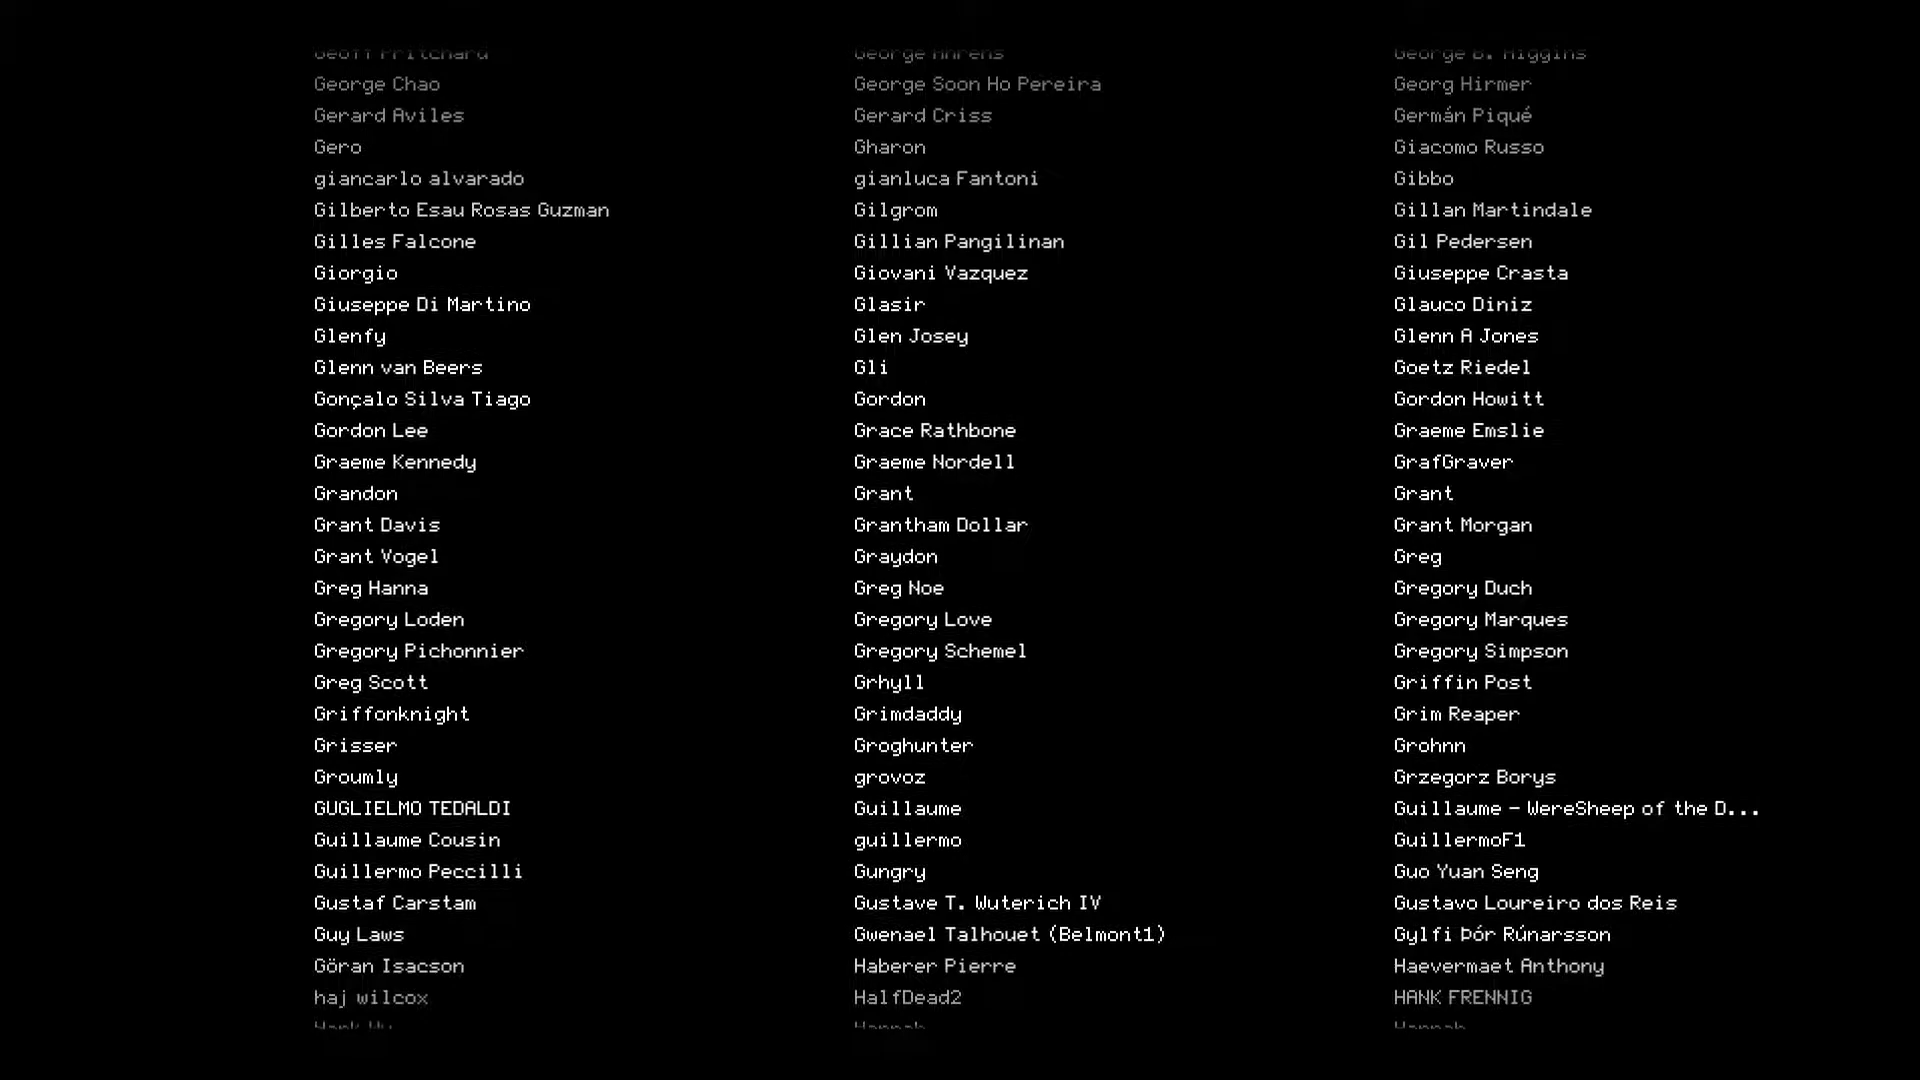 Geoff Pritchard George Ahrens George B. Higgins
George Chao George Soon Ho Pereira Georg Hirmer
Gerard Aviles Gerard Criss Germán Piqué
Gero Gharon Giacomo Russo
giancarlo alvarado gianluca Fantoni Gibbo
Gilberto Esau Rosas Guzman Gilgrom Gillan Martindale
Gilles Falcone Gillian Pangilinan Gil Pedersen
Giorgio Giovani Vazquez Giuseppe Crasta
Giuseppe Di Martino Glasir Glauco Diniz
Glenfy Glen Josey Glenn A Jones
Glenn van Beers Gli Goetz Riedel
Gonçalo Silva Tiago Gordon Gordon Howitt
Gordon Lee Grace Rathbone Graeme Emslie
Graeme Kennedy Graeme Nordell GrafGraver
Grandon Grant Grant
Grant Davis Grantham Dollar Grant Morgan
Grant Vogel Graydon Greg
Greg Hanna Greg Noe Gregory Duch
Gregory Loden Gregory Love Gregory Marques
Gregory Pichonnier Gregory Schemel Gregory Simpson
Greg Scott Grhyll Griffin Post
Griffonknight Grimdaddy Grim Reaper
Grisser Groghunter Grohnn
Groumly grovoz Grzegorz Borys
GUGLIELMO TEDALDI Guillaume Guillaume - WereSheep of the D...
Guillaume Cousin guillermo GuillermoF1
Guillermo Peccilli Gungry Guo Yuan Seng
Gustaf Carstam Gustave T. Wuterich IV Gustavo Loureiro dos Reis
Guy Laws Gwenael Talhouet (Belmont1) Gylfi Þór Rúnarsson
Göran Isacson Haberer Pierre Haevermaet Anthony
haj wilcox HalfDead2 HANK FRENNIG